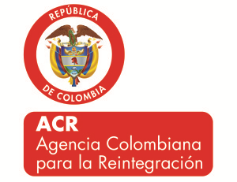 REPÚBLICA
DE COLOMBIA
ACR
Agencia Colombiana
para la Reintegración